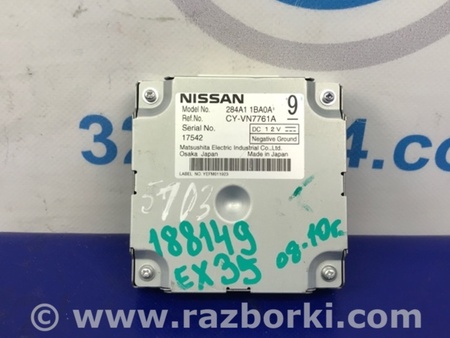 NISSAN
9
Model No. 284A1 1BA0A
Ref.No. CY-VN7761A
Serial No.
17542
DC 12V
Negative Ground
Matsushita Electric Industrial Co.,Ltd.
Osaka Japan Made in Japan
5703
188149
EX35
08.10г.
www.razborki.com